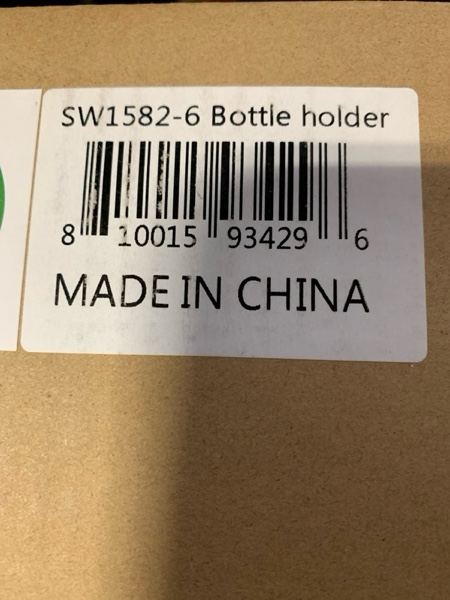 SW1582-6 Bottle holder
8 10015 93429 6
MADE IN CHINA